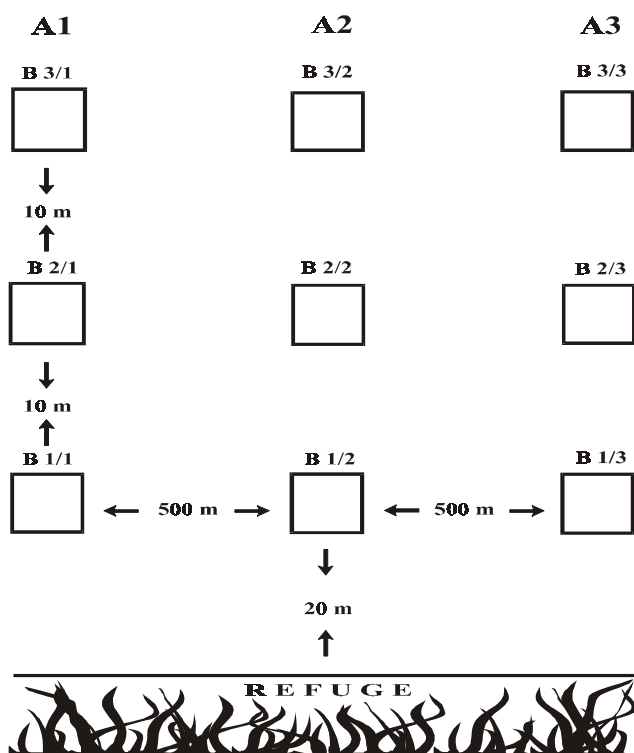 A1 A2 A3
B 3/1 B 3/2 B 3/3
10 m
B 2/1 B 2/2 B 2/3
10 m
B 1/1 B 1/2 B 1/3
500 m 500 m
20 m
REFUGE